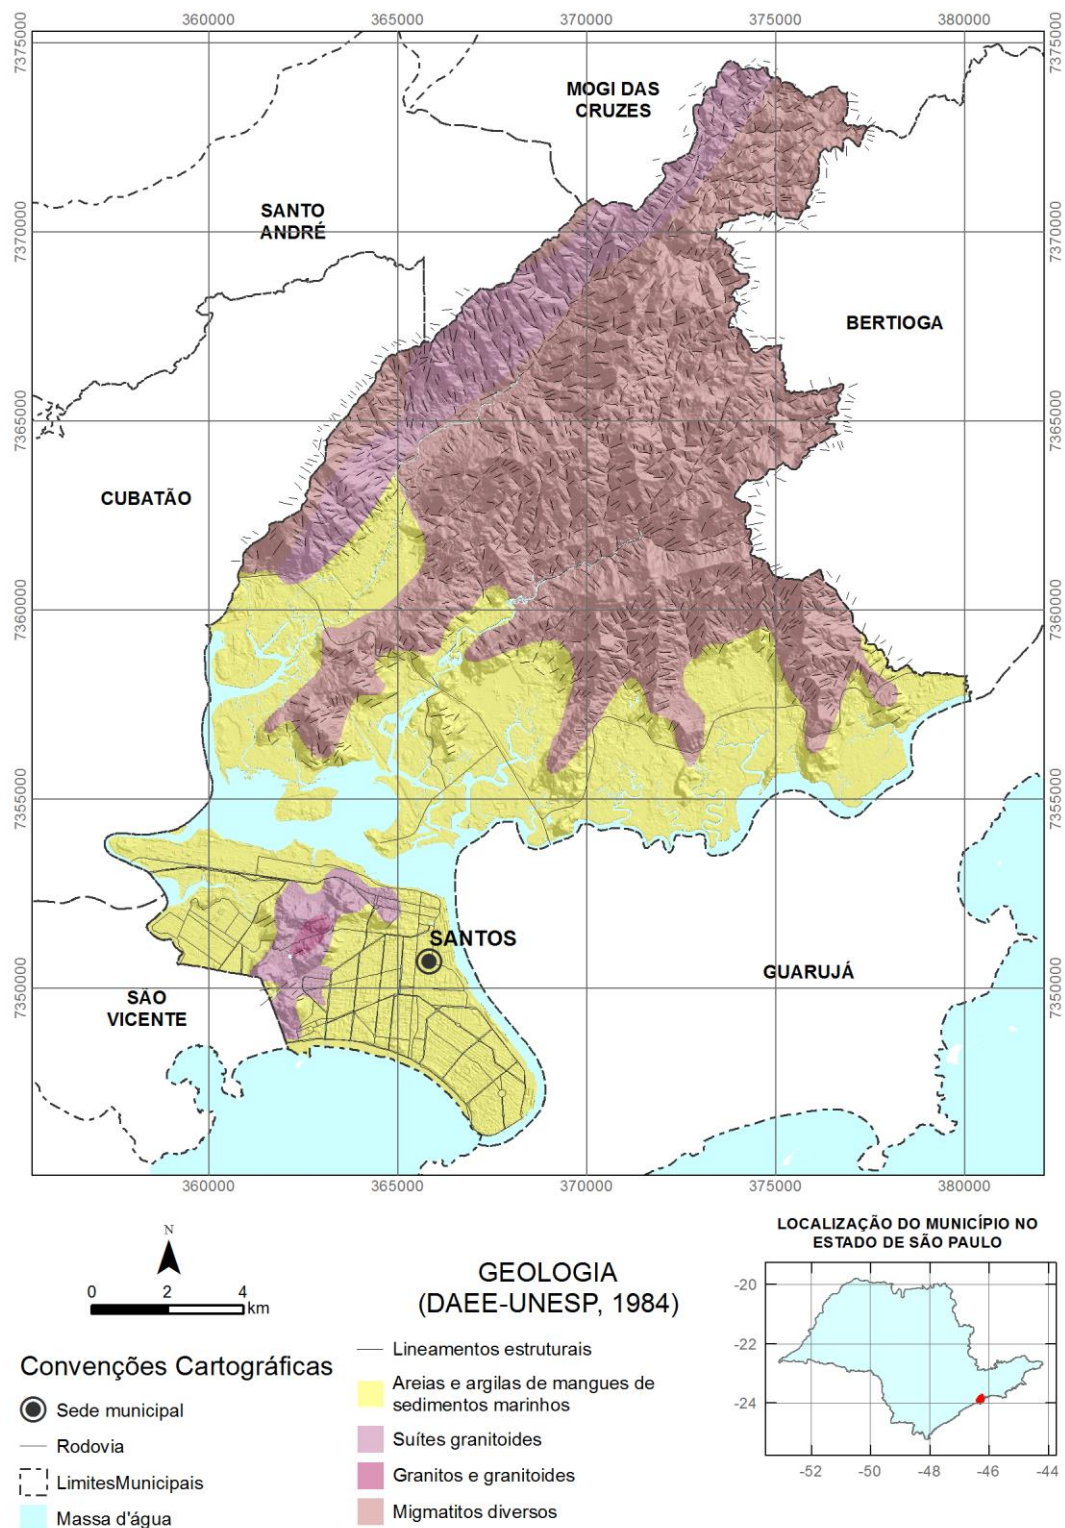 360000 365000 370000 375000 380000
7375000 7375000
MOGI DAS
CRUZES
SANTO
ANDRÉ
7370000 7370000
BERTIOGA
7365000 7365000
CUBATÃO
7360000 7360000
7355000 7355000
SANTOS
GUARUJÁ
7350000 7350000
SÃO
VICENTE
360000 365000 370000 375000 380000
N
0 2 4
km
Convenções Cartográficas
Sede municipal
Rodovia
LimitesMunicipais
Massa d'água
GEOLOGIA
(DAEE-UNESP, 1984)
Lineamentos estruturais
Areias e argilas de mangues de
sedimentos marinhos
Suítes granitoides
Granitos e granitoides
Migmatitos diversos
LOCALIZAÇÃO DO MUNICÍPIO NO
ESTADO DE SÃO PAULO
-20
-22
-24
-52 -50 -48 -46 -44